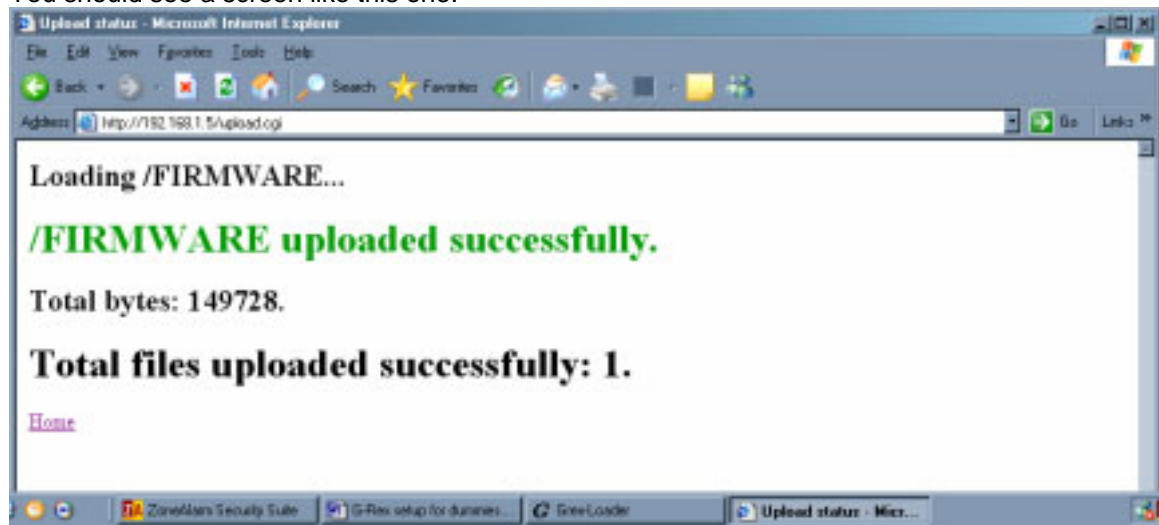 You should see a screen like this one:
Upload status - Microsoft Internet Explorer
File Edit View Favorites Tools Help
Back Search Favorites
Address http://192.168.1.5/upload.cgi Go Links »
Loading /FIRMWARE...
/FIRMWARE uploaded successfully.
Total bytes: 149728.
Total files uploaded successfully: 1.
Home
ZA ZoneAlarm Security Suite G-Rex setup for dummies... G GrexLoader Upload status - Micr...